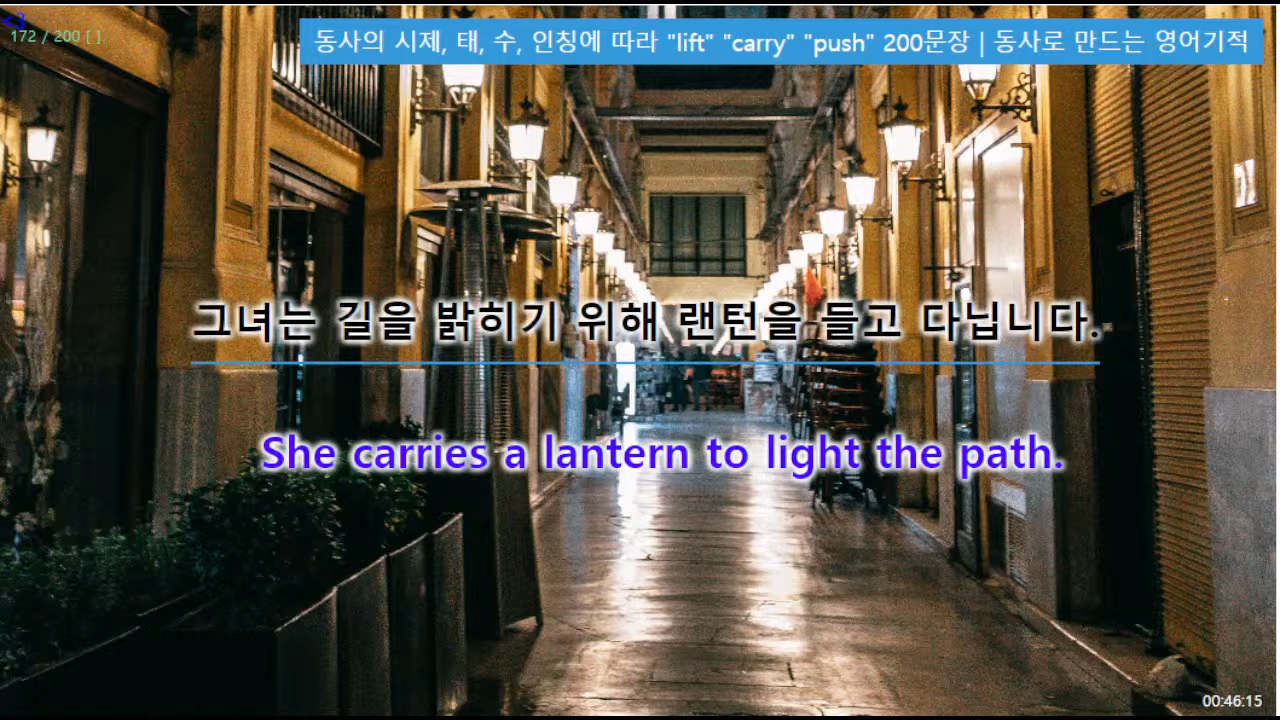 <3
172 / 200 [ ]
동사의 시제, 태, 수, 인칭에 따라 "lift" "carry" "push" 200문장 | 동사로 만드는 영어기적
그녀는 길을 밝히기 위해 랜턴을 들고 다닙니다.
She carries a lantern to light the path.
00:46:15